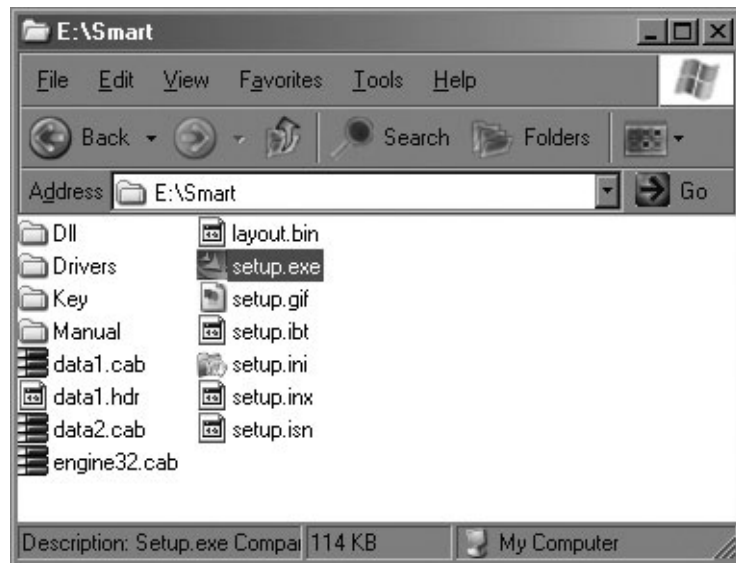 E:\Smart
File Edit View Favorites Tools Help
Back Search Folders
Address E:\Smart Go
Dll
Drivers
Key
Manual
data1.cab
data1.hdr
data2.cab
engine32.cab
layout.bin
setup.exe
setup.gif
setup.ibt
setup.ini
setup.inx
setup.isn
Description: Setup.exe Compai 114 KB My Computer